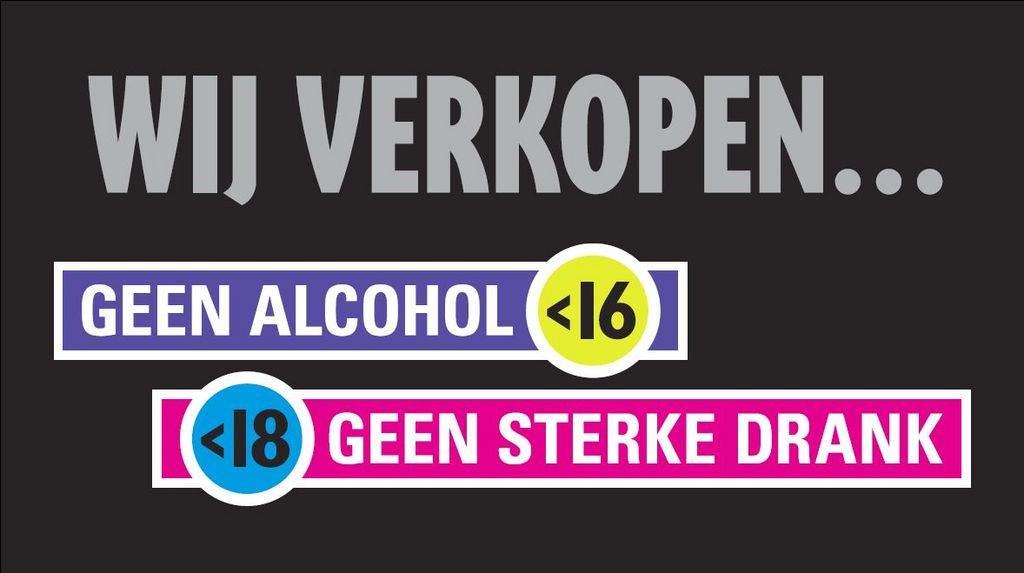 WIJ VERKOPEN...
GEEN ALCOHOL <16
<18 GEEN STERKE DRANK